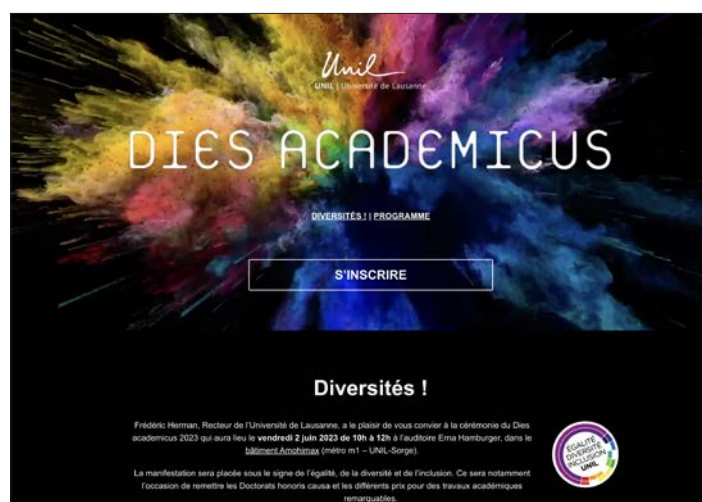 Unil
UNIL | Université de Lausanne
DIES ACADEMICUS
DIVERSITÉS ! | PROGRAMME
S'INSCRIRE
Diversités !
Frédéric Herman, Recteur de l'Université de Lausanne, a le plaisir de vous convier à la cérémonie du Dies
academicus 2023 qui aura lieu le vendredi 2 juin 2023 de 10h à 12h à l'auditoire Erna Hamburger, dans le
bâtiment Amphimax (métro m1 – UNIL-Sorge).
La manifestation sera placée sous le signe de l'égalité, de la diversité et de l'inclusion. Ce sera notamment
l'occasion de remettre les Doctorats honoris causa et les différents prix pour des travaux académiques
remarquables.
EGALITÉ
DIVERSITÉ
INCLUSION
UNIL